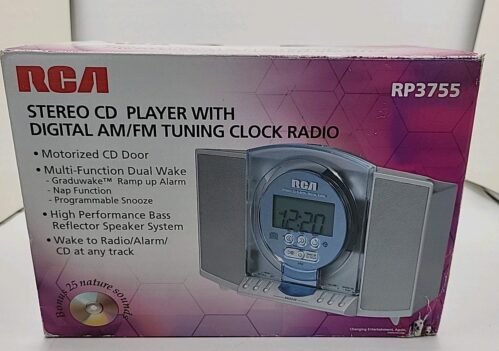 RCA
RP3755
STEREO CD PLAYER WITH
DIGITAL AM/FM TUNING CLOCK RADIO
• Motorized CD Door
• Multi-Function Dual Wake
- Graduwake™ Ramp up Alarm
- Nap Function
- Programmable Snooze
• High Performance Bass
Reflector Speaker System
• Wake to Radio/Alarm/
CD at any track
RCA
12:20
Bonus 25 nature sounds
Changing Entertainment. Again.